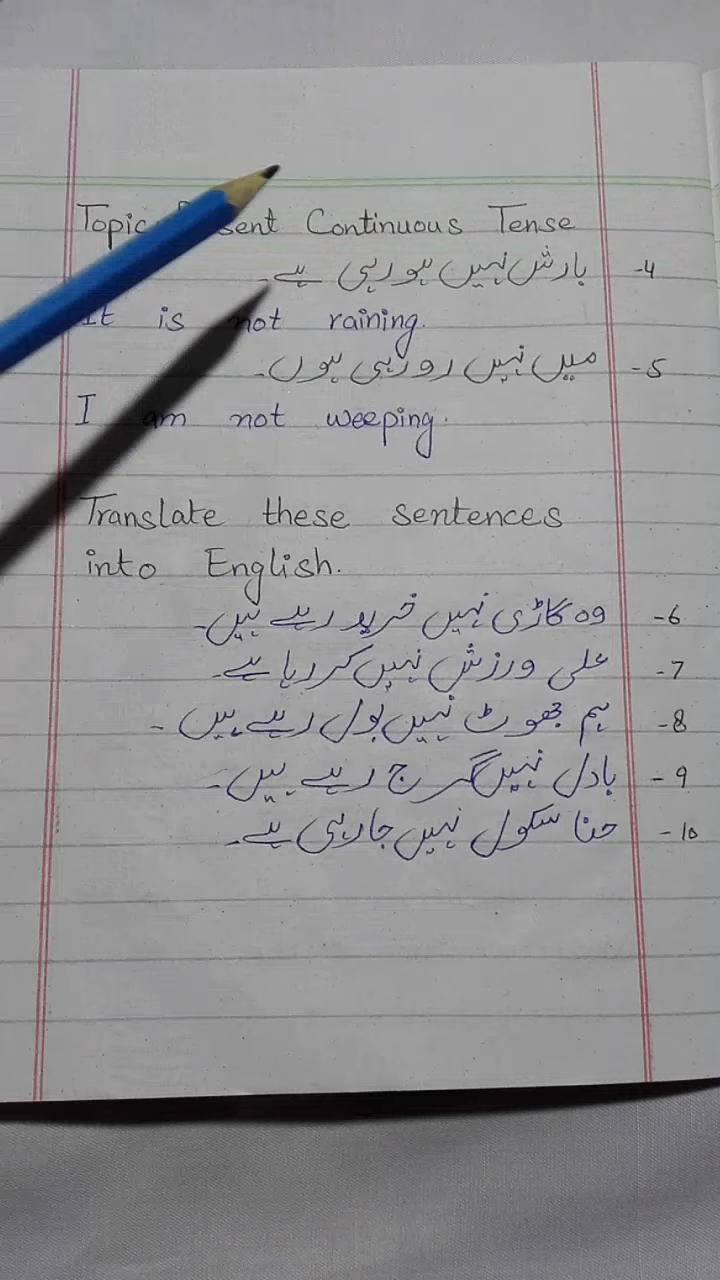 Topic Present Continuous Tense
4- بارش نہیں ہو رہی ہے۔
It is not raining.
5- میں نہیں رو رہی ہوں۔
I am not weeping.
Translate these sentences
into English.
6- وہ گاڑی نہیں خرید رہے ہیں۔
7- علی ورزش نہیں کر رہا ہے۔
8- ہم جھوٹ نہیں بول رہے ہیں۔
9- بادل نہیں گرج رہے ہیں۔
10- حنا سکول نہیں جا رہی ہے۔